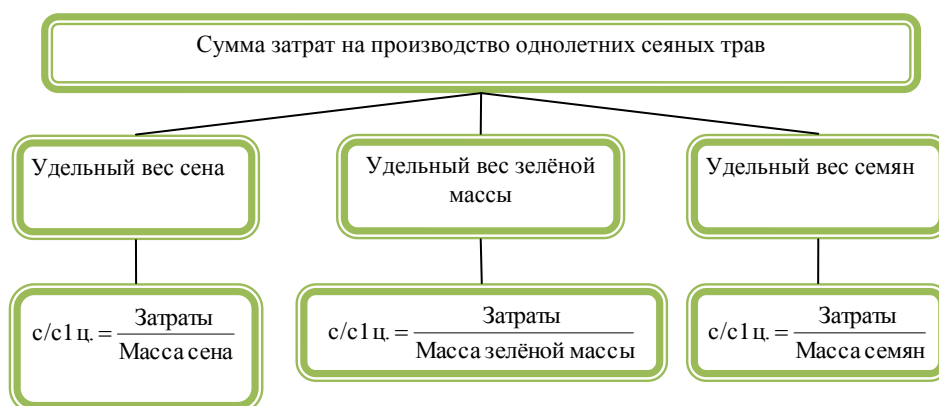 Сумма затрат на производство однолетних сеяных трав
Удельный вес сена
Удельный вес зелёной
массы
Удельный вес семян
с/с1 ц. = Затраты
Масса сена
с/с1 ц. = Затраты
Масса зелёной массы
с/с1 ц. = Затраты
Масса семян